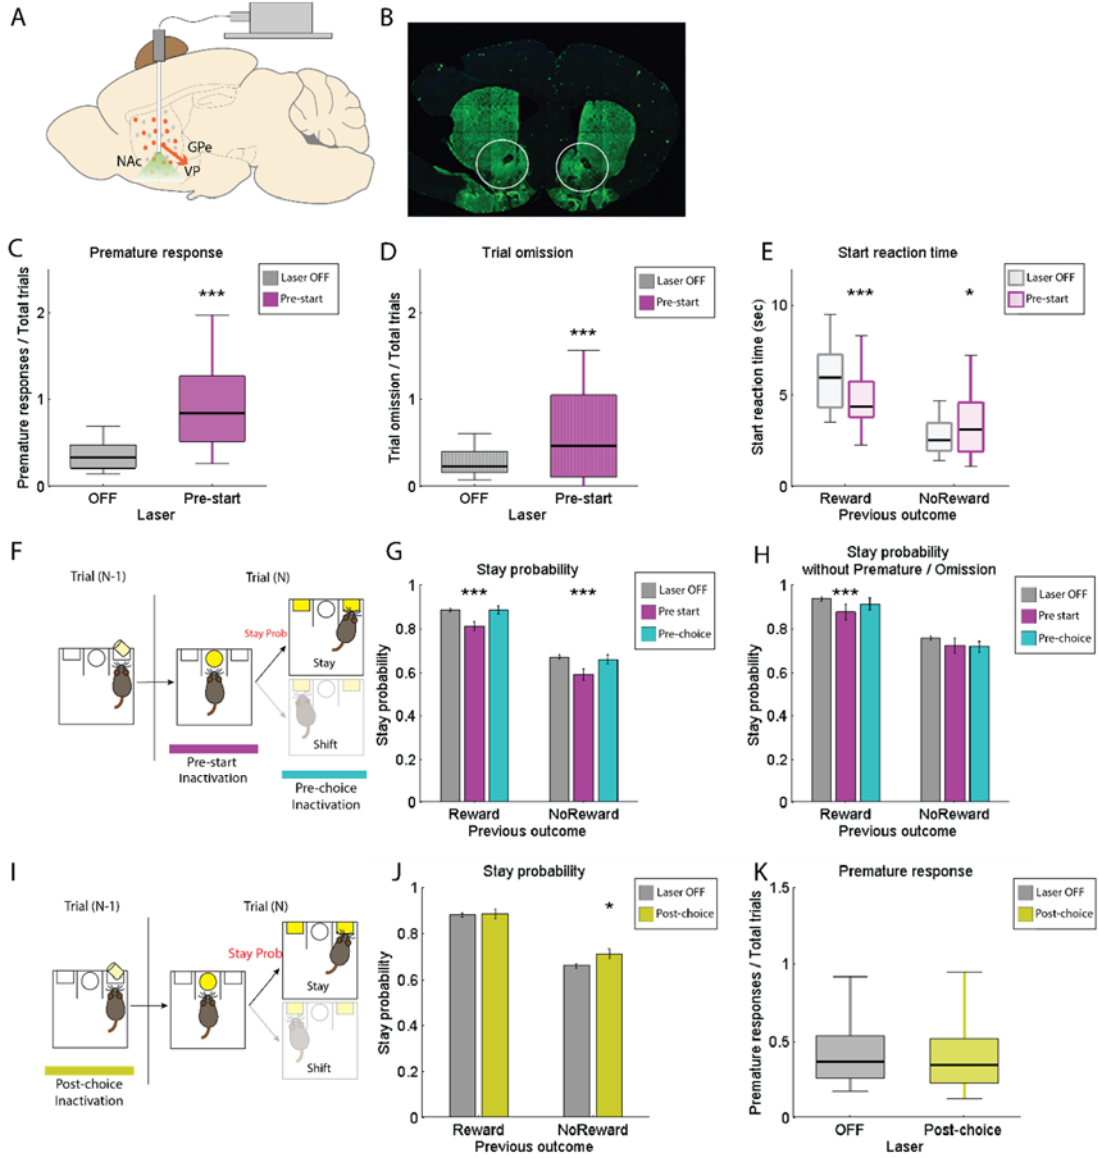 A
NAc
GPe
VP
B
C
Premature response
Premature responses / Total trials
2
1
0
***
OFF
Pre-start
Laser
Laser OFF
Pre-start
D
Trial omission
Trial omission / Total trials
2
1
0
***
OFF
Pre-start
Laser
Laser OFF
Pre-start
E
Start reaction time
Start reaction time (sec)
10
5
0
***
*
Reward
NoReward
Previous outcome
Laser OFF
Pre-start
F
Trial (N-1)
Trial (N)
Stay Prob
Stay
Shift
Pre-start
Inactivation
Pre-choice
Inactivation
G
Stay probability
Stay probability
1
0.8
0.6
0.4
0.2
0
***
***
Reward
NoReward
Previous outcome
Laser OFF
Pre start
Pre-choice
H
Stay probability
without Premature / Omission
Stay probability
1
0.8
0.6
0.4
0.2
0
***
Reward
NoReward
Previous outcome
Laser OFF
Pre start
Pre-choice
I
Trial (N-1)
Trial (N)
Stay Prob
Stay
Shift
Post-choice
Inactivation
J
Stay probability
Stay probability
1
0.8
0.6
0.4
0.2
0
*
Reward
NoReward
Previous outcome
Laser OFF
Post-choice
K
Premature response
Premature responses / Total trials
1.5
1
0.5
0
OFF
Post-choice
Laser
Laser OFF
Post-choice